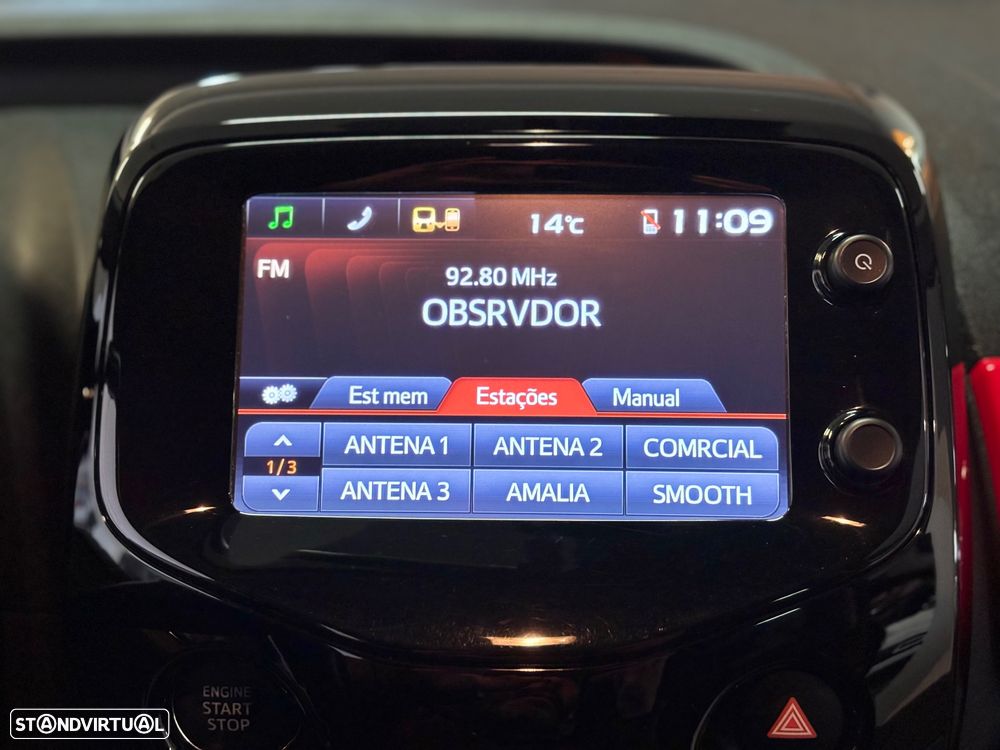 14°C 11:09
FM
92.80 MHz
OBSRVDOR
Est mem Estações Manual
ANTENA 1 ANTENA 2 COMRCIAL
1/3
ANTENA 3 AMALIA SMOOTH
ENGINE
START
STOP
STANDVIRTUAL